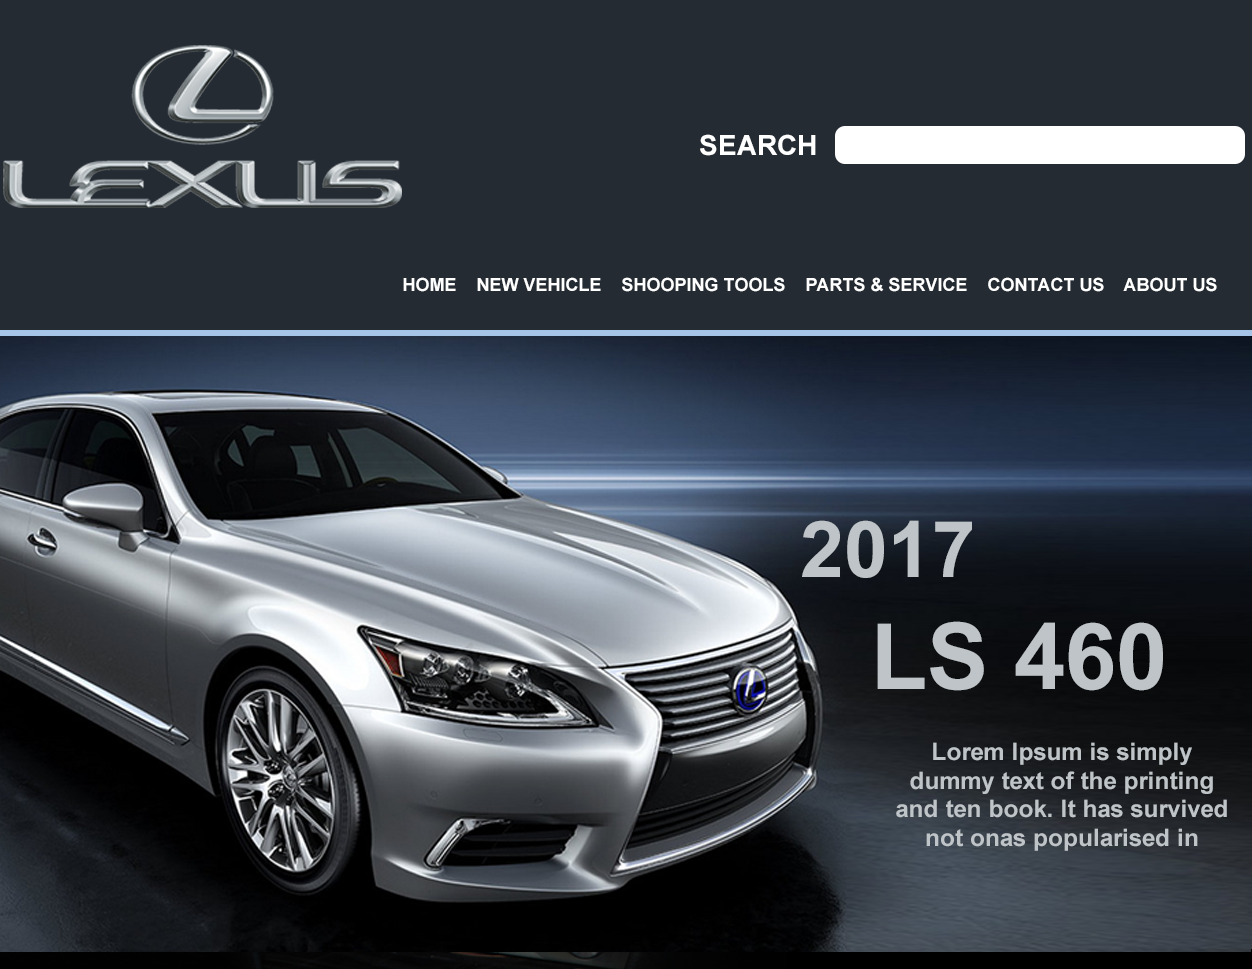 LEXUS
SEARCH
HOME NEW VEHICLE SHOOPING TOOLS PARTS & SERVICE CONTACT US ABOUT US
2017
LS 460
Lorem Ipsum is simply
dummy text of the printing
and ten book. It has survived
not onas popularised in